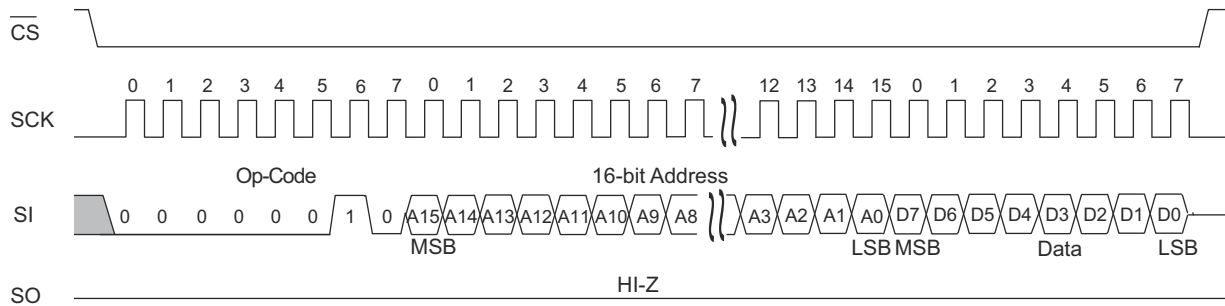 CS
0 1 2 3 4 5 6 7 0 1 2 3 4 5 6 7 12 13 14 15 0 1 2 3 4 5 6 7
SCK
Op-Code 16-bit Address
SI 0 0 0 0 0 0 1 0 A15 A14 A13 A12 A11 A10 A9 A8 A3 A2 A1 A0 D7 D6 D5 D4 D3 D2 D1 D0
MSB LSB MSB Data LSB
HI-Z
SO